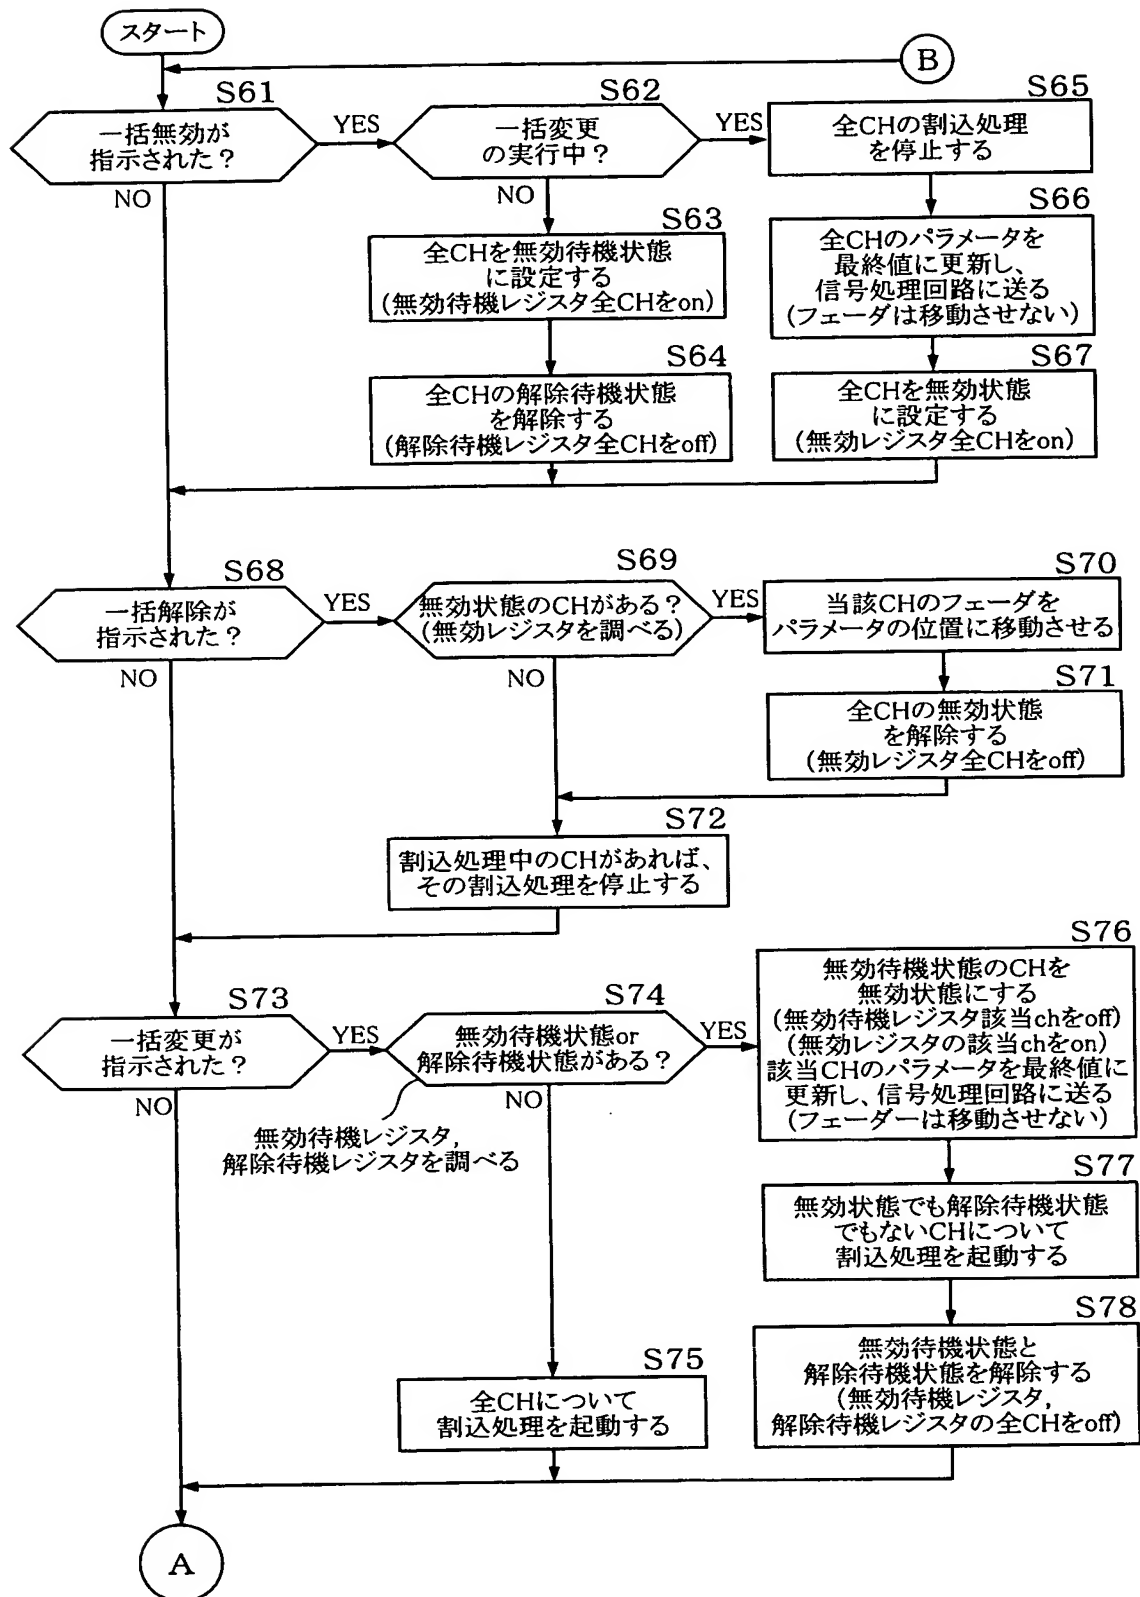 スタート
B
S61
一括無効が
指示された?
YES
NO
S62
一括変更
の実行中?
YES
NO
S65
全CHの割込処理
を停止する
S63
全CHを無効待機状態
に設定する
(無効待機レジスタ全CHをon)
S66
全CHのパラメータを
最終値に更新し、
信号処理回路に送る
(フェーダは移動させない)
S64
全CHの解除待機状態
を解除する
(解除待機レジスタ全CHをoff)
S67
全CHを無効状態
に設定する
(無効レジスタ全CHをon)
S68
一括解除が
指示された?
YES
NO
S69
無効状態のCHがある?
(無効レジスタを調べる)
YES
NO
S70
当該CHのフェーダを
パラメータの位置に移動させる
S71
全CHの無効状態
を解除する
(無効レジスタ全CHをoff)
S72
割込処理中のCHがあれば、
その割込処理を停止する
S73
一括変更が
指示された?
YES
NO
S74
無効待機状態or
解除待機状態がある?
YES
NO
無効待機レジスタ,
解除待機レジスタを調べる
S76
無効待機状態のCHを
無効状態にする
(無効待機レジスタ該当chをoff)
(無効レジスタの該当chをon)
該当CHのパラメータを最終値に
更新し、信号処理回路に送る
(フェーダーは移動させない)
S77
無効状態でも解除待機状態
でもないCHについて
割込処理を起動する
S75
全CHについて
割込処理を起動する
S78
無効待機状態と
解除待機状態を解除する
(無効待機レジスタ,
解除待機レジスタの全CHをoff)
A